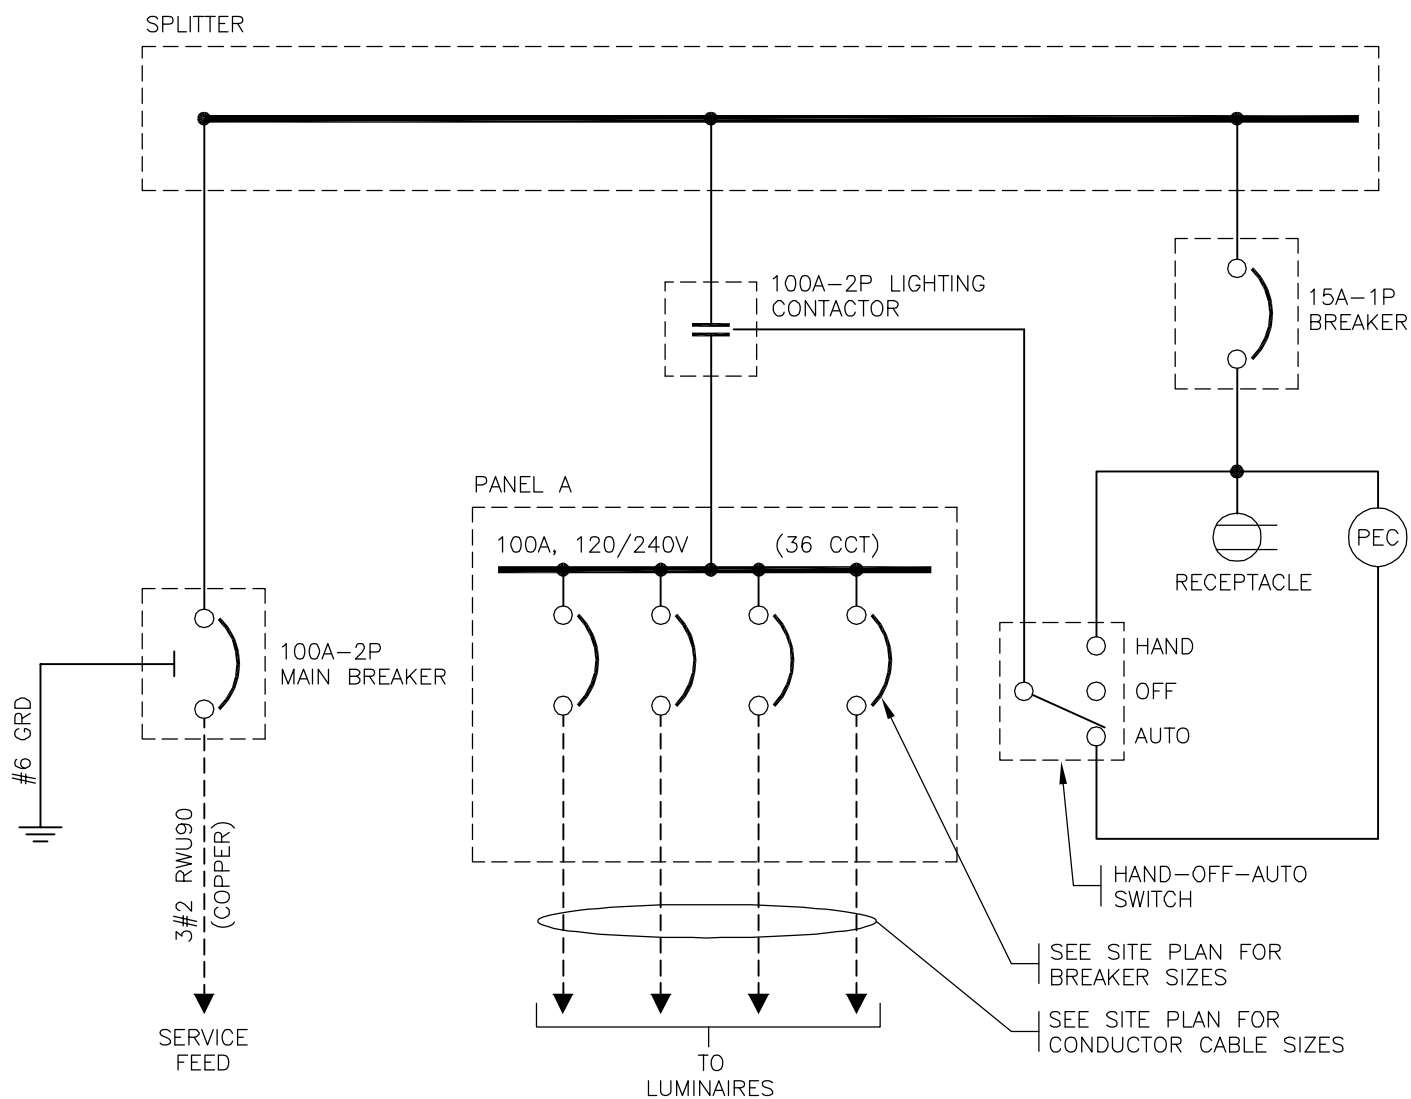 SPLITTER
100A-2P LIGHTING
CONTACTOR
15A-1P
BREAKER
PANEL A
100A, 120/240V (36 CCT)
PEC
RECEPTACLE
100A-2P
MAIN BREAKER
HAND
OFF
AUTO
#6 GRD
3#2 RWU90
(COPPER)
HAND-OFF-AUTO
SWITCH
SEE SITE PLAN FOR
BREAKER SIZES
SEE SITE PLAN FOR
CONDUCTOR CABLE SIZES
SERVICE
FEED
TO
LUMINAIRES